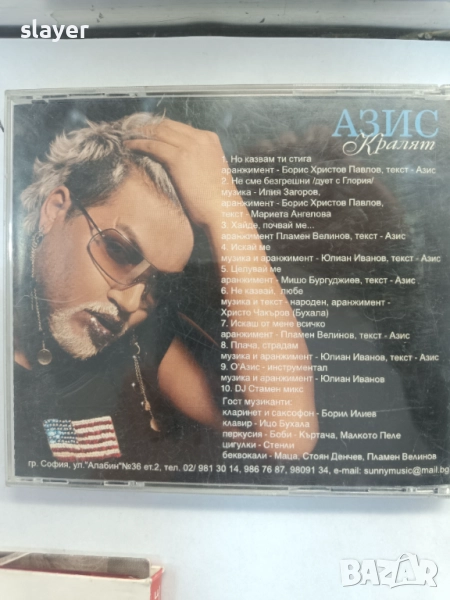 slayer
АЗИС
Кралят
1. Но казвам ти стига
аранжимент - Борис Христов Павлов, текст - Азис
2. Не сме безгрешни /дует с Глория/
музика - Илия Загоров,
аранжимент - Борис Христов Павлов,
текст - Мариета Ангелова
3. Хайде, почвай ме...
аранжимент Пламен Велинов, текст - Азис
4. Искай ме
музика и аранжимент - Юлиан Иванов, текст - Азис
5. Целувай ме
аранжимент - Мишо Бургуджиев, текст - Азис
6. Не казвай, любе
музика и текст - народен, аранжимент -
Христо Чакъров (Бухала)
7. Искаш от мене всичко
аранжимент - Пламен Велинов, текст - Азис
8. Плача, страдам
музика и аранжимент - Юлиан Иванов, текст - Азис
9. О'Азис - инструментал
музика и аранжимент - Юлиан Иванов
10. DJ Стамен микс
Гост музиканти:
кларинет и саксофон - Борил Илиев
клавир - Ицо Бухала
перкусия - Боби - Къртача, Малкото Пеле
цигулки - Стенли
беквокали - Маца, Стоян Денчев, Пламен Велинов
гр. София, ул."Алабин"№36 ет.2, тел. 02/ 981 30 14, 986 76 87, 98091 34, e-mail: sunnymusic@mail.bg
BAZAR